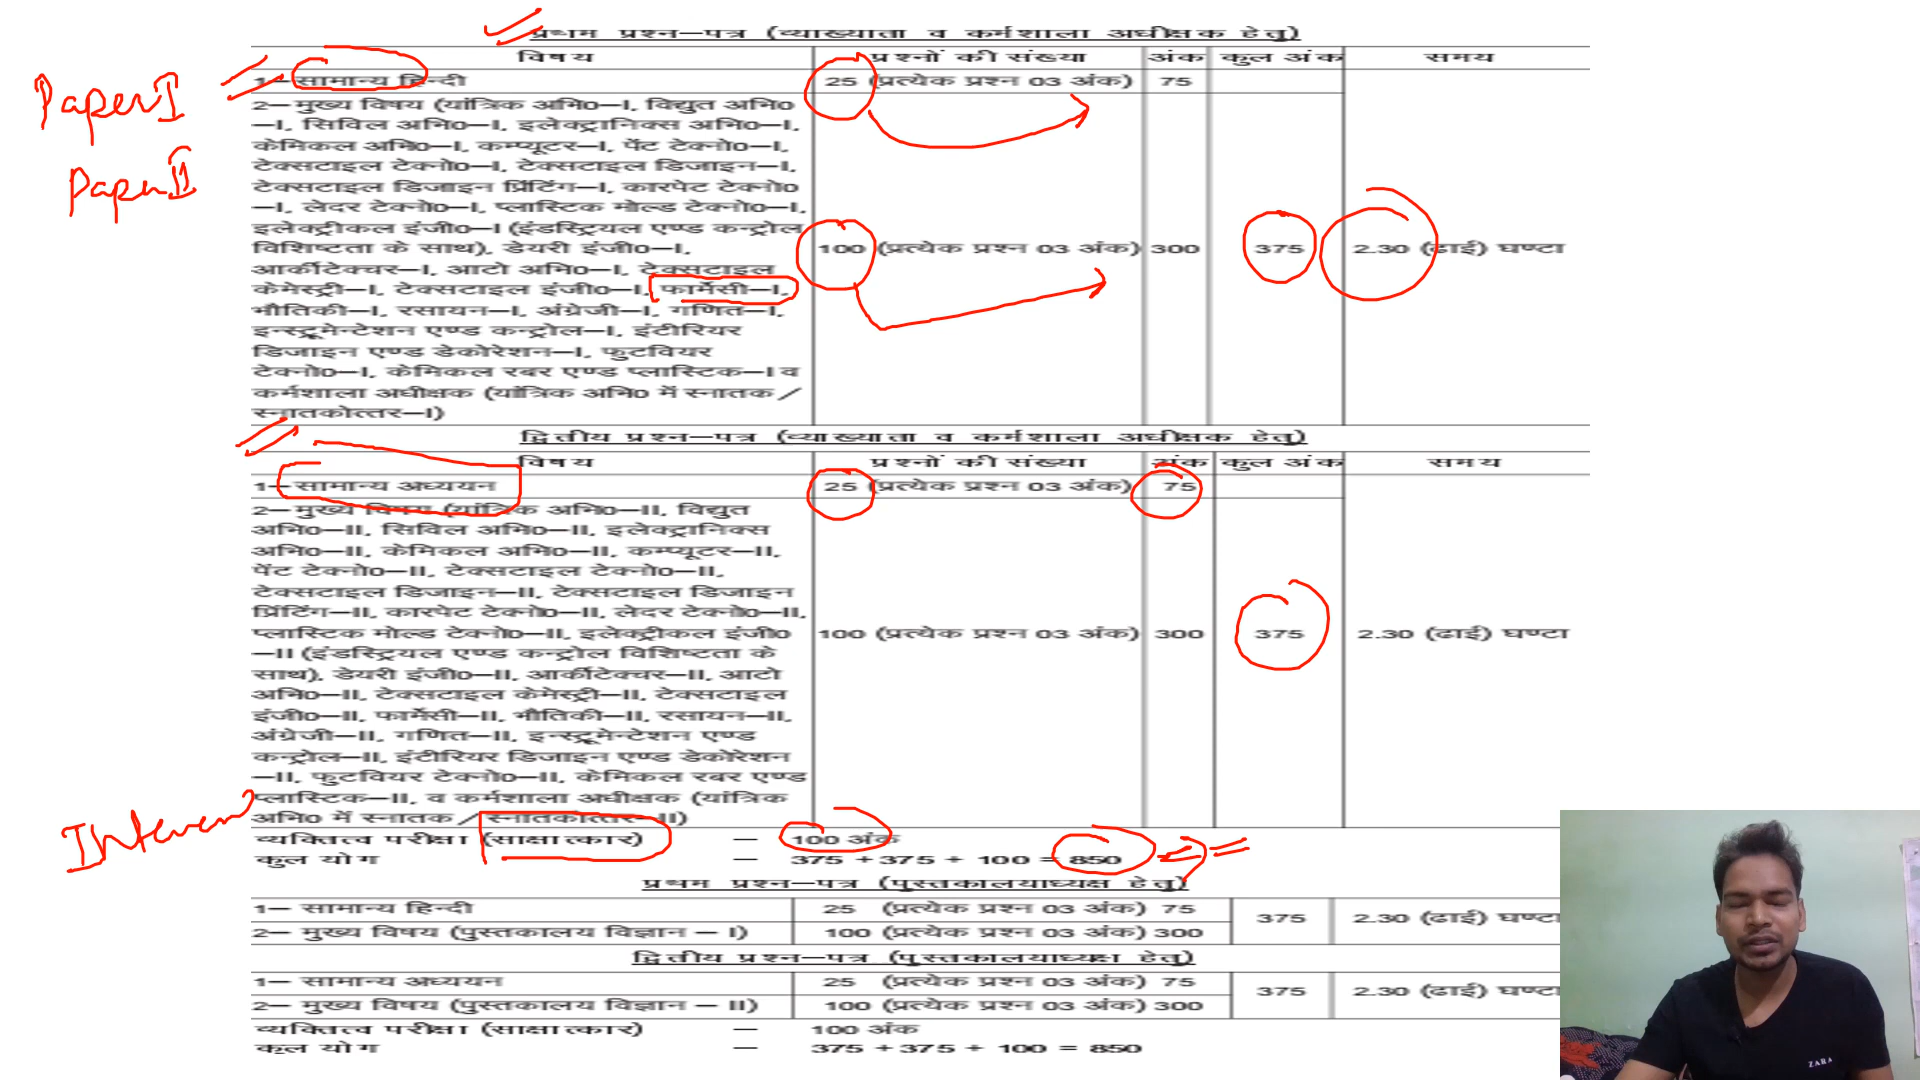 प्रथम प्रश्न–पत्र (व्याख्याता व कर्मशाला अधीक्षक हेतु)
विषय प्रश्नों की संख्या अंक कुल अंक समय
1– सामान्य हिन्दी 25 (प्रत्येक प्रश्न 03 अंक) 75
Paper I
2– मुख्य विषय (यांत्रिक अभि0–I, विद्युत अभि0
–I, सिविल अभि0–I, इलेक्ट्रानिक्स अभि0–I,
केमिकल अभि0–I, कम्प्यूटर–I, पेंट टेक्नो0–I,
टेक्सटाइल टेक्नो0–I, टेक्सटाइल डिजाइन–I,
Paper II
टेक्सटाइल डिजाइन प्रिंटिंग–I, कारपेट टेक्नो0
–I, लेदर टेक्नो0–I, प्लास्टिक मोल्ड टेक्नो0–I,
इलेक्ट्रीकल इंजी0–I (इंडस्ट्रियल एण्ड कन्ट्रोल
विशिष्टता के साथ), डेयरी इंजी0–I, 100 (प्रत्येक प्रश्न 03 अंक) 300 375 2.30 (ढाई) घण्टा
आर्कीटेक्चर–I, आटो अभि0–I, टेक्सटाइल
केमेस्ट्री–I, टेक्सटाइल इंजी0–I, फार्मेसी–I,
भौतिकी–I, रसायन–I, अंग्रेजी–I, गणित–I,
इन्स्ट्रूमेन्टेशन एण्ड कन्ट्रोल–I, इंटीरियर
डिजाइन एण्ड डेकोरेशन–I, फुटवियर
टेक्नो0–I, केमिकल रबर एण्ड प्लास्टिक–I व
कर्मशाला अधीक्षक (यांत्रिक अभि0 में स्नातक /
स्नातकोत्तर–I)
द्वितीय प्रश्न–पत्र (व्याख्याता व कर्मशाला अधीक्षक हेतु)
विषय प्रश्नों की संख्या अंक कुल अंक समय
1– सामान्य अध्ययन 25 (प्रत्येक प्रश्न 03 अंक) 75
2– मुख्य विषय (यांत्रिक अभि0–II, विद्युत
अभि0–II, सिविल अभि0–II, इलेक्ट्रानिक्स
अभि0–II, केमिकल अभि0–II, कम्प्यूटर–II,
पेंट टेक्नो0–II, टेक्सटाइल टेक्नो0–II,
टेक्सटाइल डिजाइन–II, टेक्सटाइल डिजाइन
प्रिंटिंग–II, कारपेट टेक्नो0–II, लेदर टेक्नो0–II,
प्लास्टिक मोल्ड टेक्नो0–II, इलेक्ट्रीकल इंजी0 100 (प्रत्येक प्रश्न 03 अंक) 300 375 2.30 (ढाई) घण्टा
–II (इंडस्ट्रियल एण्ड कन्ट्रोल विशिष्टता के
साथ), डेयरी इंजी0–II, आर्कीटेक्चर–II, आटो
अभि0–II, टेक्सटाइल केमेस्ट्री–II, टेक्सटाइल
इंजी0–II, फार्मेसी–II, भौतिकी–II, रसायन–II,
अंग्रेजी–II, गणित–II, इन्स्ट्रूमेन्टेशन एण्ड
कन्ट्रोल–II, इंटीरियर डिजाइन एण्ड डेकोरेशन
–II, फुटवियर टेक्नो0–II, केमिकल रबर एण्ड
प्लास्टिक–II, व कर्मशाला अधीक्षक (यांत्रिक
अभि0 में स्नातक / स्नातकोत्तर–II)
व्यक्तित्व परीक्षा (साक्षात्कार) – 100 अंक
कुल योग – 375 + 375 + 100 = 850
प्रथम प्रश्न–पत्र (पुस्तकालयाध्यक्ष हेतु)
1– सामान्य हिन्दी 25 (प्रत्येक प्रश्न 03 अंक) 75
375 2.30 (ढाई) घण्टा
2– मुख्य विषय (पुस्तकालय विज्ञान – I) 100 (प्रत्येक प्रश्न 03 अंक) 300
द्वितीय प्रश्न–पत्र (पुस्तकालयाध्यक्ष हेतु)
1– सामान्य अध्ययन 25 (प्रत्येक प्रश्न 03 अंक) 75
375 2.30 (ढाई) घण्टा
2– मुख्य विषय (पुस्तकालय विज्ञान – II) 100 (प्रत्येक प्रश्न 03 अंक) 300
व्यक्तित्व परीक्षा (साक्षात्कार) – 100 अंक
कुल योग – 375 + 375 + 100 = 850
ZARA